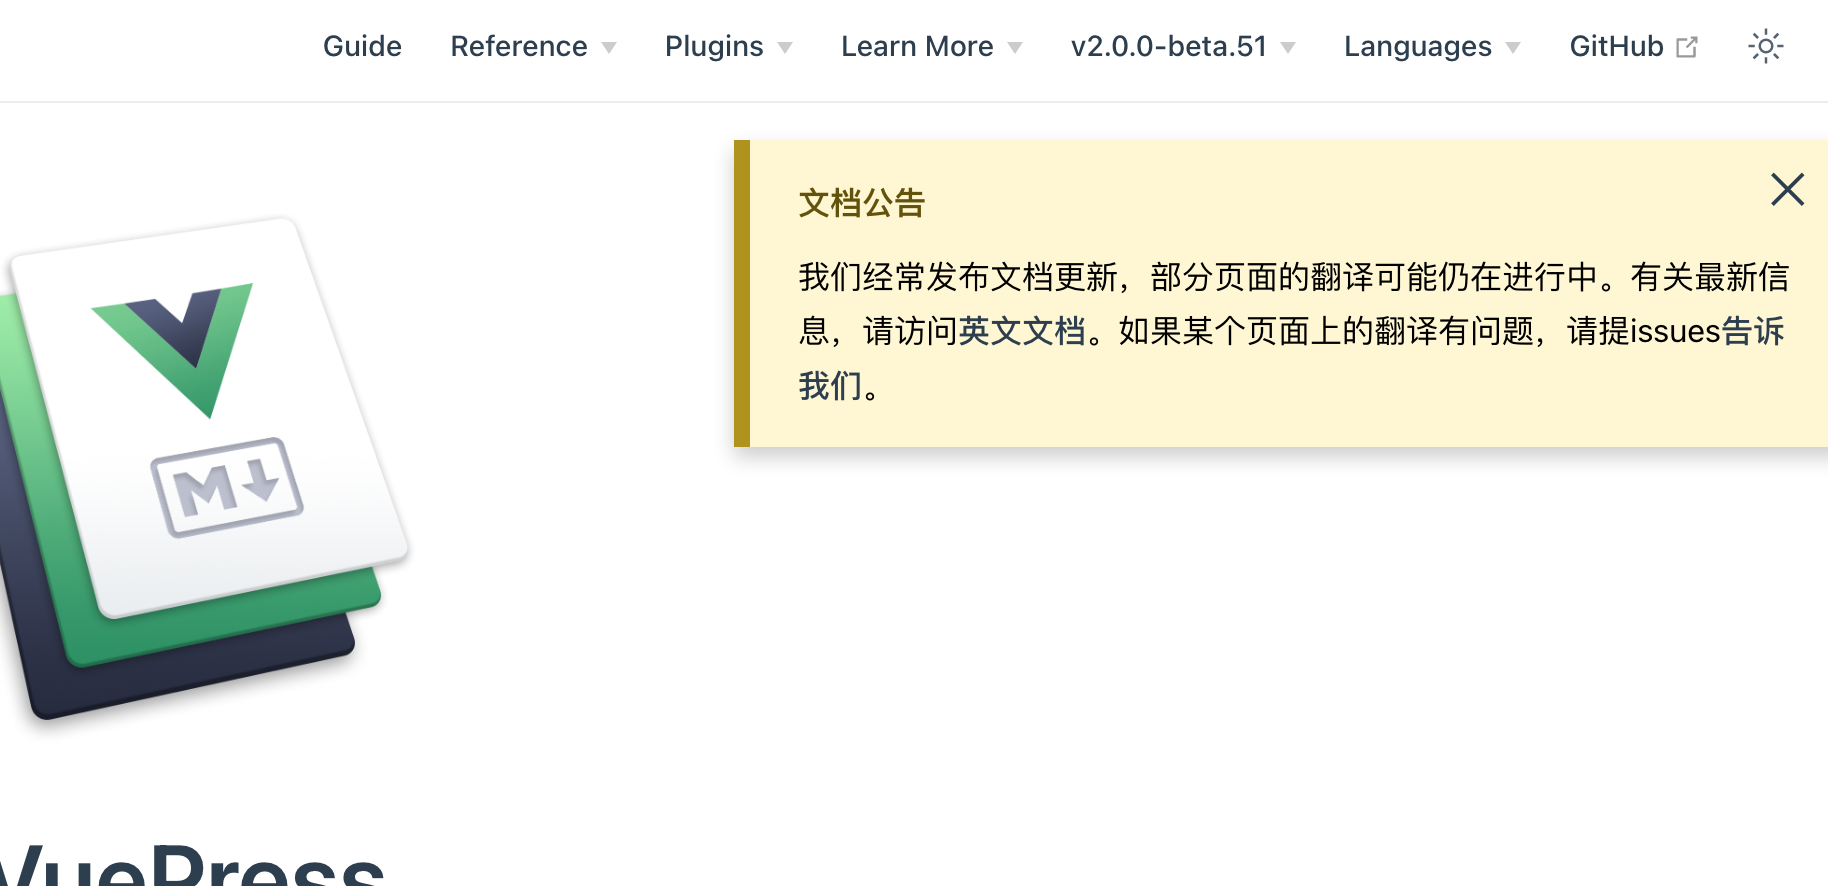 Guide Reference Plugins Learn More v2.0.0-beta.51 Languages GitHub
文档公告
我们经常发布文档更新，部分页面的翻译可能仍在进行中。有关最新信
息，请访问英文文档。如果某个页面上的翻译有问题，请提issues告诉
我们。
M
VuePress